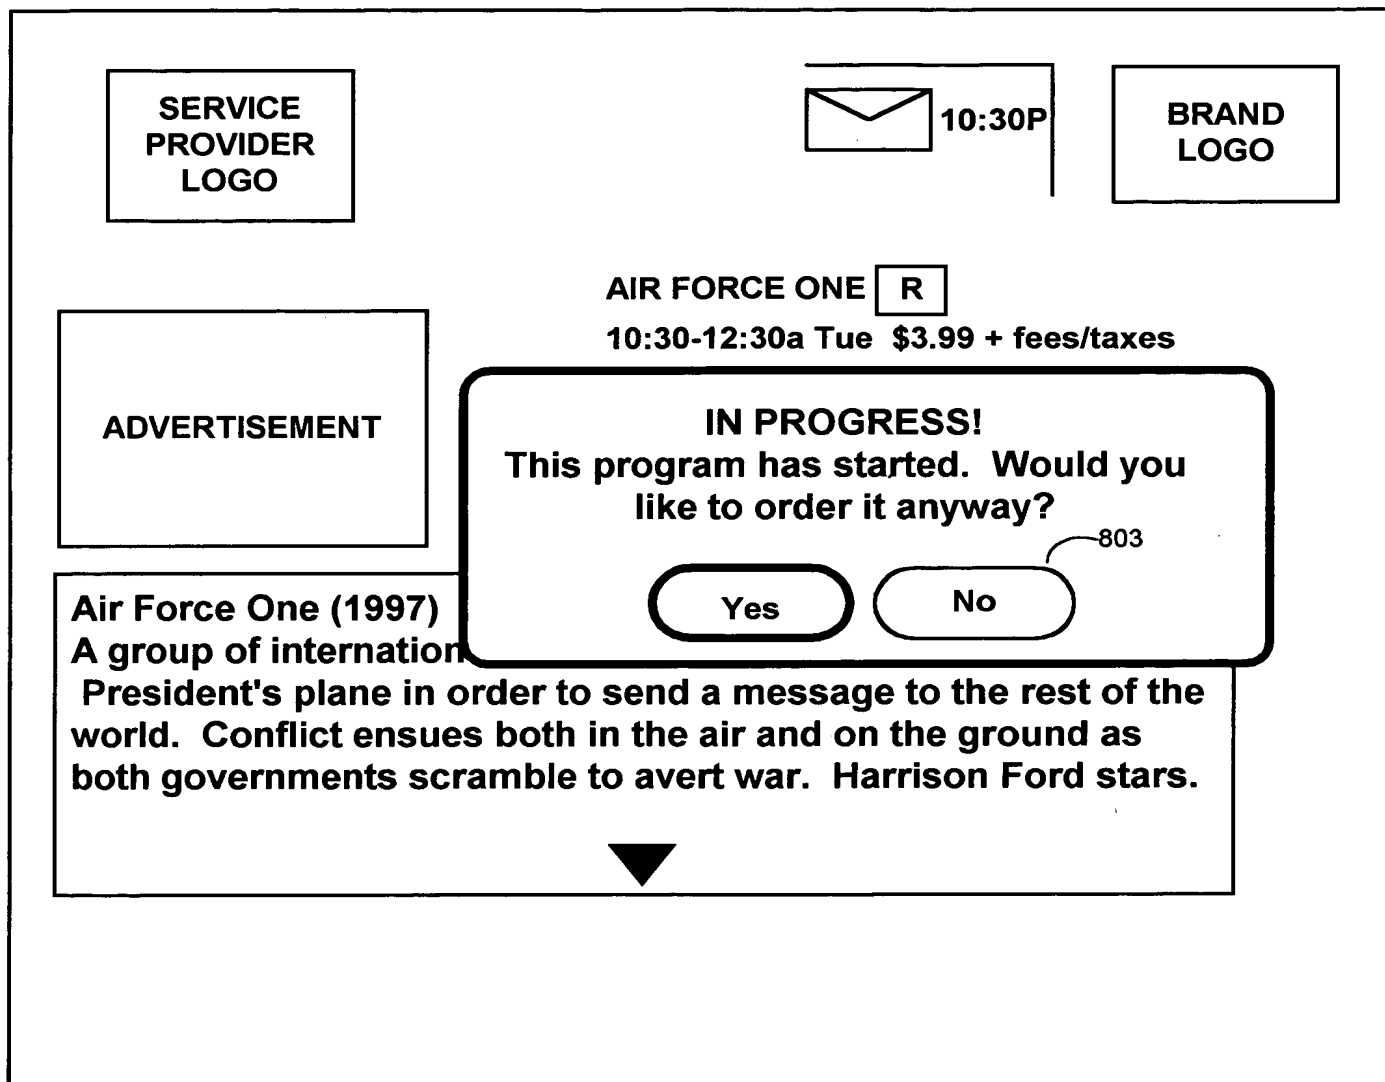 SERVICE
PROVIDER
LOGO
10:30P
BRAND
LOGO
AIR FORCE ONE R
10:30-12:30a Tue $3.99 + fees/taxes
ADVERTISEMENT
IN PROGRESS!
This program has started. Would you
like to order it anyway?
803
Yes
No
Air Force One (1997)
A group of internation
President's plane in order to send a message to the rest of the
world. Conflict ensues both in the air and on the ground as
both governments scramble to avert war. Harrison Ford stars.